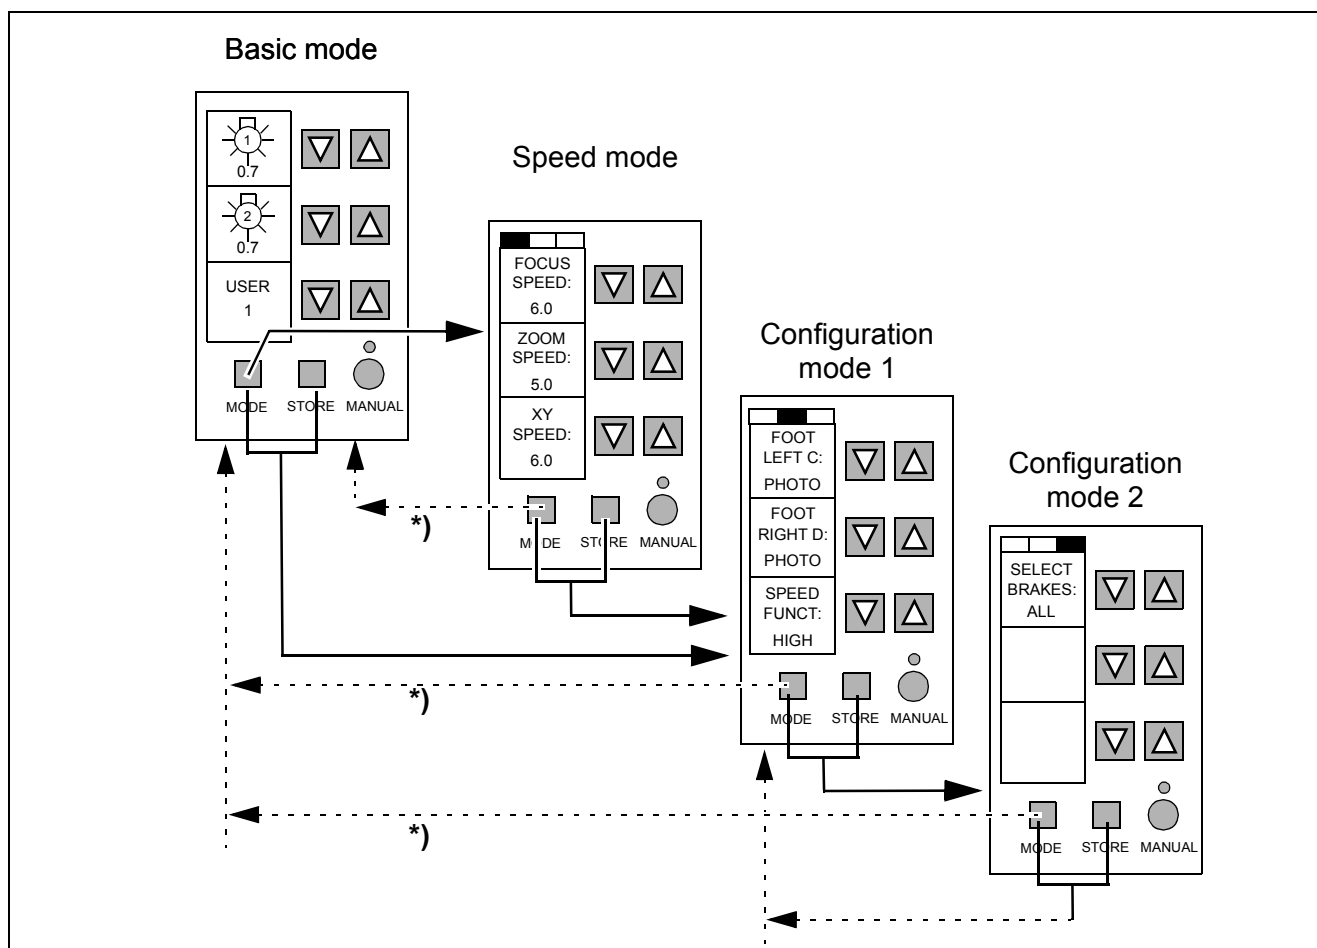 Basic mode
1
0.7
2
0.7
USER
1
MODE STORE MANUAL
Speed mode
FOCUS
SPEED:
6.0
ZOOM
SPEED:
5.0
XY
SPEED:
6.0
MODE STORE MANUAL
*)
Configuration
mode 1
FOOT
LEFT C:
PHOTO
FOOT
RIGHT D:
PHOTO
SPEED
FUNCT:
HIGH
MODE STORE MANUAL
*)
Configuration
mode 2
SELECT
BRAKES:
ALL
MODE STORE MANUAL
*)